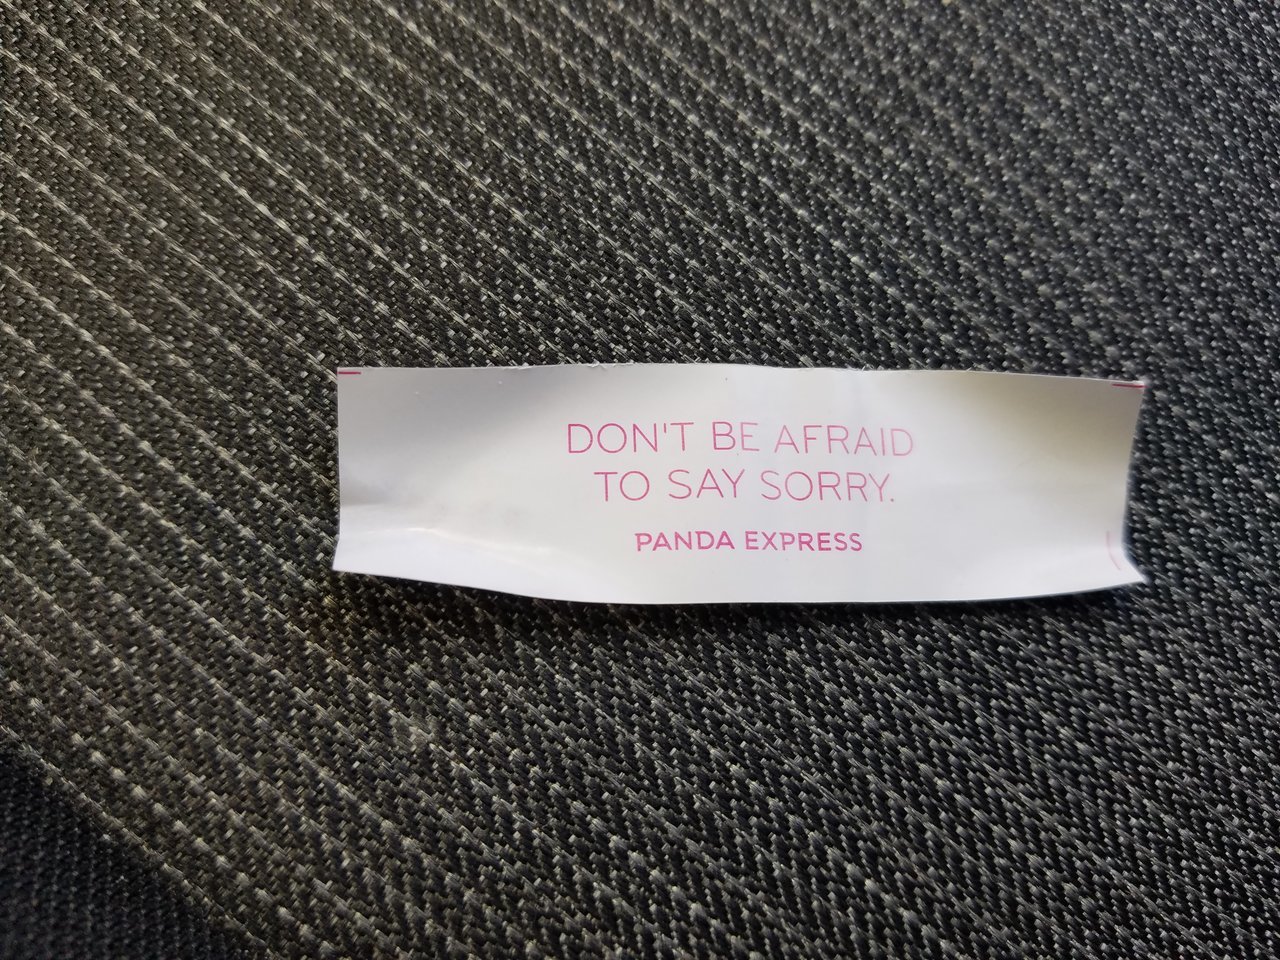 DON'T BE AFRAID
TO SAY SORRY.
PANDA EXPRESS